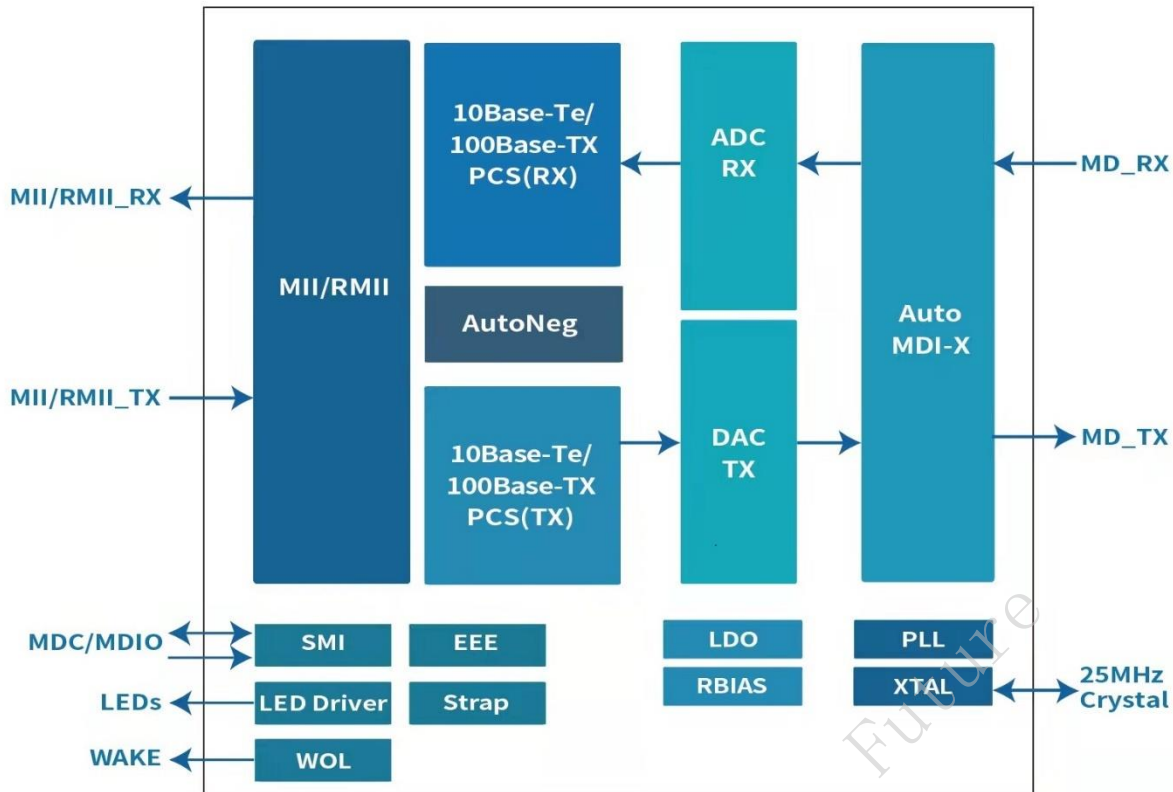 10Base-Te/
100Base-TX
PCS(RX)
ADC
RX
MD_RX
MII/RMII_RX
MII/RMII
AutoNeg
Auto
MDI-X
MII/RMII_TX
10Base-Te/
100Base-TX
PCS(TX)
DAC
TX
MD_TX
MDC/MDIO
SMI
EEE
LDO
PLL
LEDs
LED Driver
Strap
RBIAS
XTAL
25MHz
Crystal
WAKE
WOL
Future